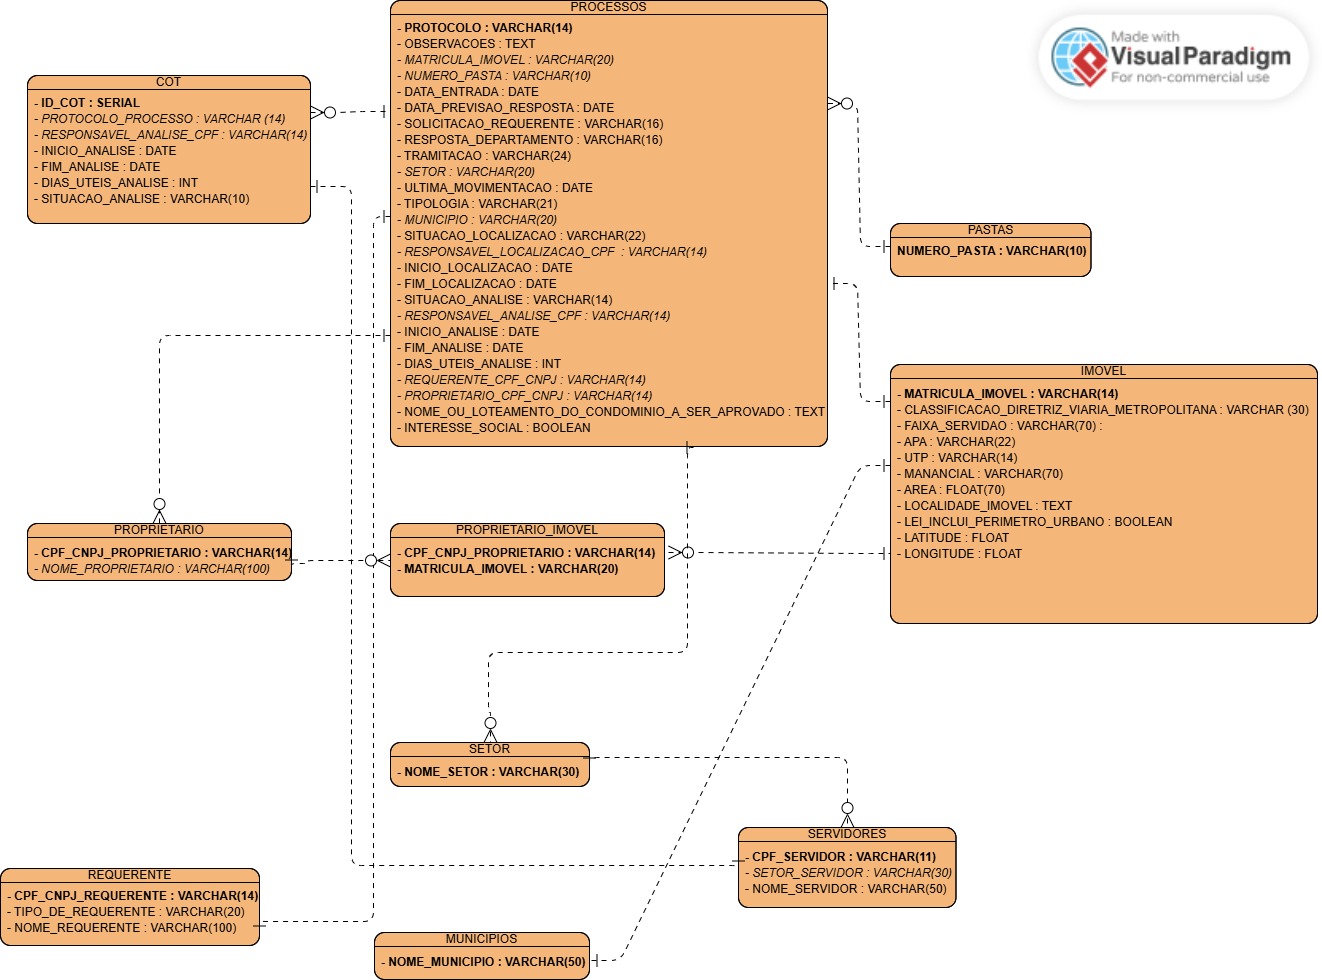 PROCESSOS
- PROTOCOLO : VARCHAR(14)
- OBSERVACOES : TEXT
- MATRICULA_IMOVEL : VARCHAR(20)
- NUMERO_PASTA : VARCHAR(10)
- DATA_ENTRADA : DATE
- DATA_PREVISAO_RESPOSTA : DATE
- SOLICITACAO_REQUERENTE : VARCHAR(16)
- RESPOSTA_DEPARTAMENTO : VARCHAR(16)
- TRAMITACAO : VARCHAR(24)
- SETOR : VARCHAR(20)
- ULTIMA_MOVIMENTACAO : DATE
- TIPOLOGIA : VARCHAR(21)
- MUNICIPIO : VARCHAR(20)
- SITUACAO_LOCALIZACAO : VARCHAR(22)
- RESPONSAVEL_LOCALIZACAO_CPF : VARCHAR(14)
- INICIO_LOCALIZACAO : DATE
- FIM_LOCALIZACAO : DATE
- SITUACAO_ANALISE : VARCHAR(14)
- RESPONSAVEL_ANALISE_CPF : VARCHAR(14)
- INICIO_ANALISE : DATE
- FIM_ANALISE : DATE
- DIAS_UTEIS_ANALISE : INT
- REQUERENTE_CPF_CNPJ : VARCHAR(14)
- PROPRIETARIO_CPF_CNPJ : VARCHAR(14)
- NOME_OU_LOTEAMENTO_DO_CONDOMINIO_A_SER_APROVADO : TEXT
- INTERESSE_SOCIAL : BOOLEAN
Made with
Visual Paradigm
For non-commercial use
COT
- ID_COT : SERIAL
- PROTOCOLO_PROCESSO : VARCHAR (14)
- RESPONSAVEL_ANALISE_CPF : VARCHAR(14)
- INICIO_ANALISE : DATE
- FIM_ANALISE : DATE
- DIAS_UTEIS_ANALISE : INT
- SITUACAO_ANALISE : VARCHAR(10)
PASTAS
NUMERO_PASTA : VARCHAR(10)
IMOVEL
- MATRICULA_IMOVEL : VARCHAR(14)
- CLASSIFICACAO_DIRETRIZ_VIARIA_METROPOLITANA : VARCHAR (30)
- FAIXA_SERVIDAO : VARCHAR(70) :
- APA : VARCHAR(22)
- UTP : VARCHAR(14)
- MANANCIAL : VARCHAR(70)
- AREA : FLOAT(70)
- LOCALIDADE_IMOVEL : TEXT
- LEI_INCLUI_PERIMETRO_URBANO : BOOLEAN
- LATITUDE : FLOAT
- LONGITUDE : FLOAT
PROPRIETARIO
- CPF_CNPJ_PROPRIETARIO : VARCHAR(14)
- NOME_PROPRIETARIO : VARCHAR(100)
PROPRIETARIO_IMOVEL
- CPF_CNPJ_PROPRIETARIO : VARCHAR(14)
- MATRICULA_IMOVEL : VARCHAR(20)
SETOR
- NOME_SETOR : VARCHAR(30)
SERVIDORES
- CPF_SERVIDOR : VARCHAR(11)
- SETOR_SERVIDOR : VARCHAR(30)
- NOME_SERVIDOR : VARCHAR(50)
REQUERENTE
- CPF_CNPJ_REQUERENTE : VARCHAR(14)
- TIPO_DE_REQUERENTE : VARCHAR(20)
- NOME_REQUERENTE : VARCHAR(100)
MUNICIPIOS
- NOME_MUNICIPIO : VARCHAR(50)